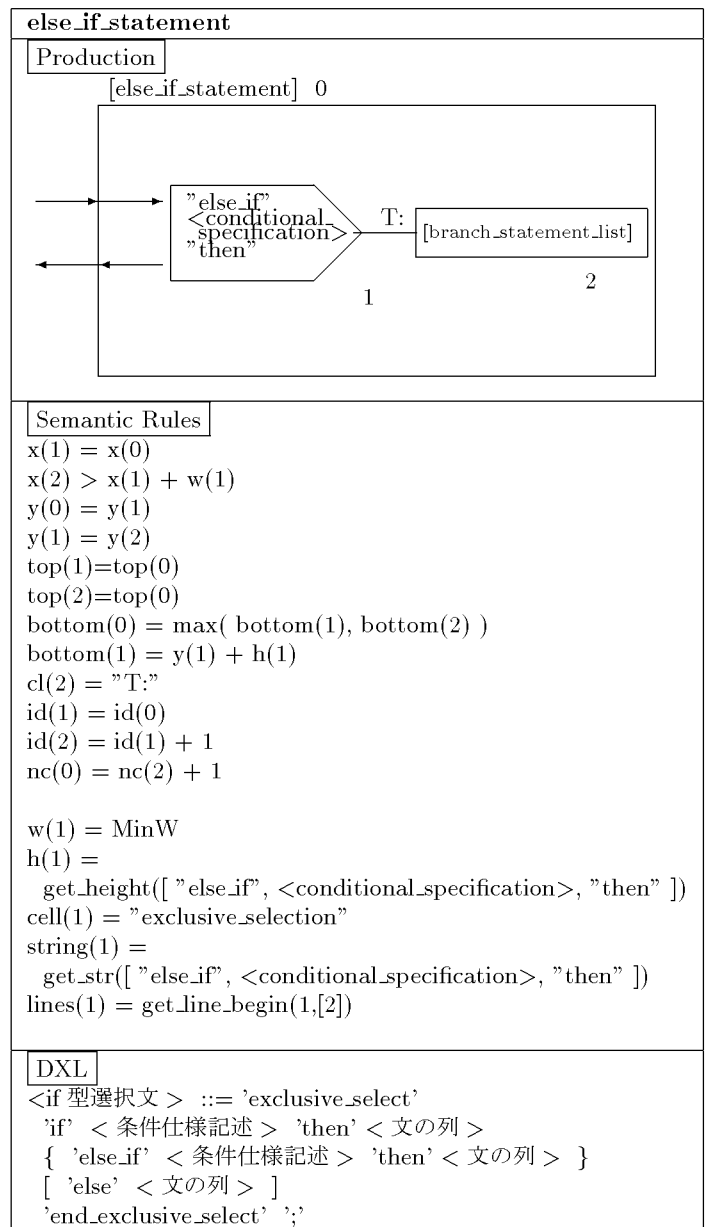 else_if_statement
Production
[else_if_statement] 0
"else_if"
<conditional_
specification>
"then"
T:
[branch_statement_list]
1
2
Semantic Rules
x(1) = x(0)
x(2) > x(1) + w(1)
y(0) = y(1)
y(1) = y(2)
top(1)=top(0)
top(2)=top(0)
bottom(0) = max( bottom(1), bottom(2) )
bottom(1) = y(1) + h(1)
cl(2) = "T:"
id(1) = id(0)
id(2) = id(1) + 1
nc(0) = nc(2) + 1
w(1) = MinW
h(1) =
get_height([ "else_if", <conditional_specification>, "then" ])
cell(1) = "exclusive_selection"
string(1) =
get_str([ "else_if", <conditional_specification>, "then" ])
lines(1) = get_line_begin(1,[2])
DXL
<if 型選択文 > ::= 'exclusive_select'
'if' < 条件仕様記述 > 'then' < 文の列 >
{ 'else_if' < 条件仕様記述 > 'then' < 文の列 > }
[ 'else' < 文の列 > ]
'end_exclusive_select' ';'